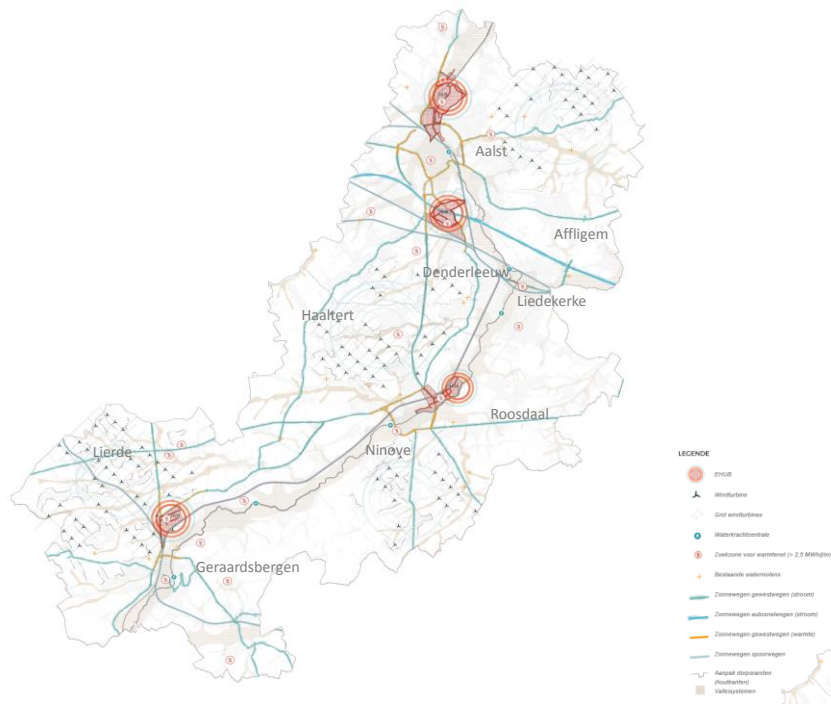 Aalst
Affligem
Denderleeuw
Liedekerke
Haaltert
Roosdaal
Ninove
Lierde
Geraardsbergen
LEGENDE
EHUB
Windturbine
Grid windturbines
Waterkrachtcentrale
Zoekzone voor warmtenet (> 2,5 MWh/jtm)
Bestaande watermolens
Zonnewegen gewestwegen (stroom)
Zonnewegen autosnelwegen (stroom)
Zonnewegen gewestwegen (warmte)
Zonnewegen spoorwegen
Aanpak dorpsranden
(houtkanten)
Valleisystemen